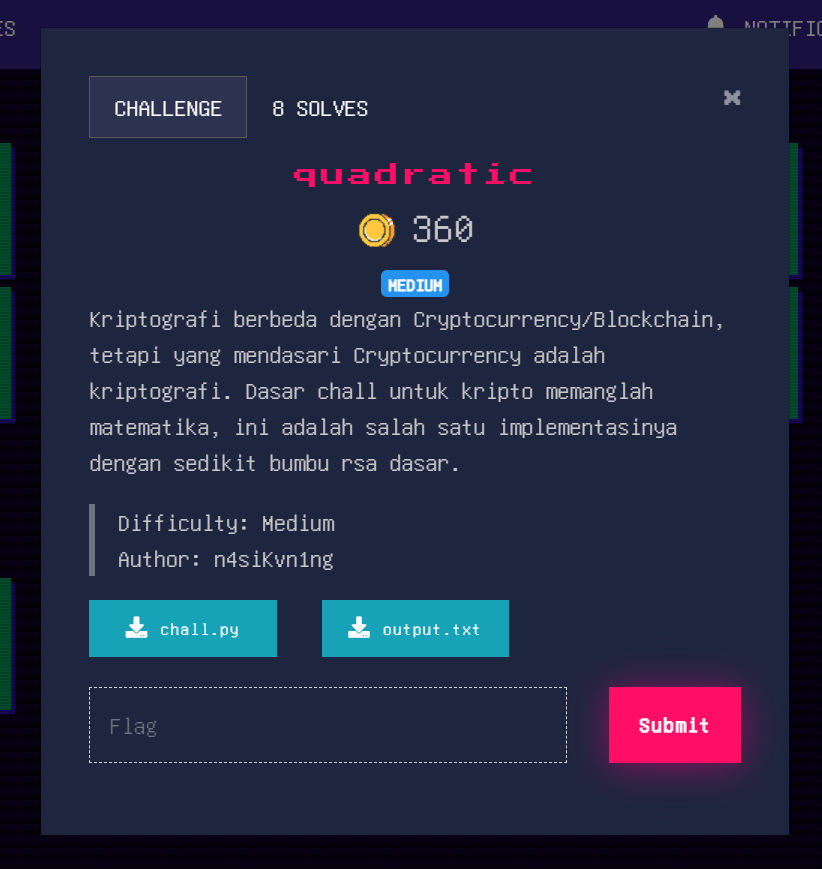 ES
NOTIFIC
CHALLENGE
8 SOLVES
quadratic
360
MEDIUM
Kriptografi berbeda dengan Cryptocurrency/Blockchain,
tetapi yang mendasari Cryptocurrency adalah
kriptografi. Dasar chall untuk kripto memanglah
matematika, ini adalah salah satu implementasinya
dengan sedikit bumbu rsa dasar.
Difficulty: Medium
Author: n4siKvn1ng
chall.py
output.txt
Flag
Submit